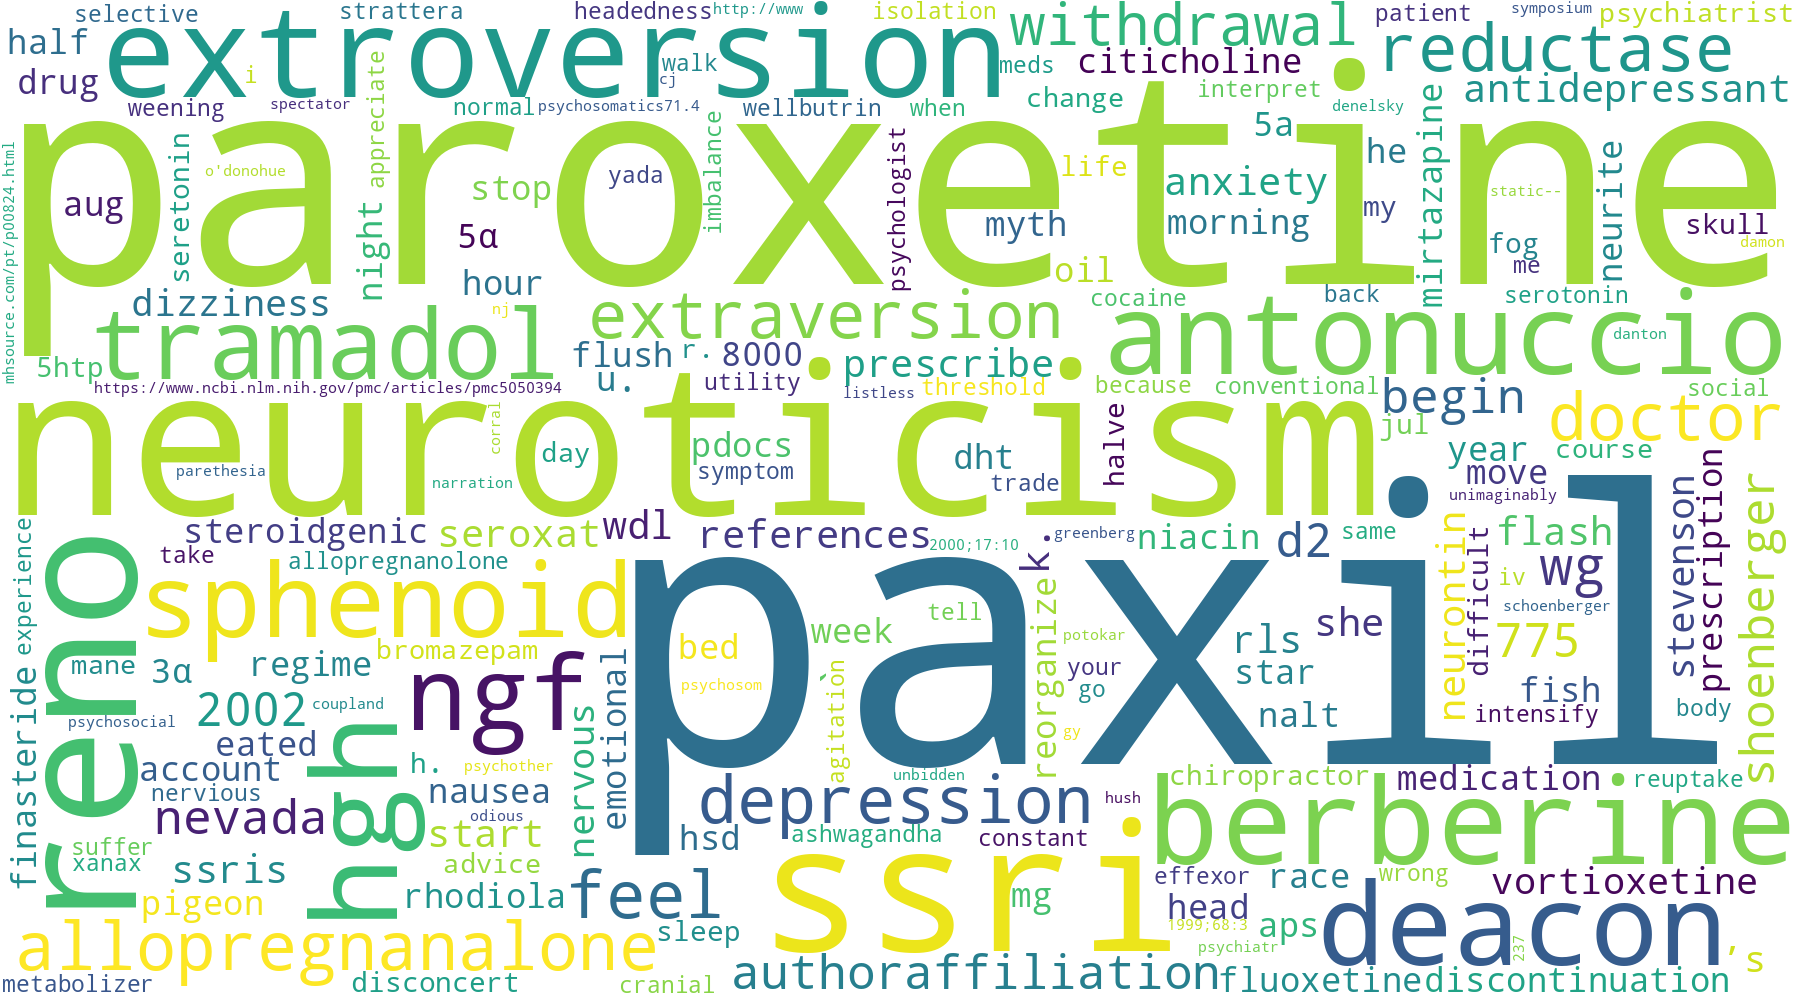 selective
strattera
headedness
http://www
isolation
withdrawal
patient
symposium
psychiatrist
half
extroversion
reductase
drug
i
walk
cj
meds
citicholine
antidepressant
weening
spectator
appreciate
normal
psychosomatics71.4
wellbutrin
when
change
interpret
denelsky
paroxetine
mhsource.com/pt/p00824.html
seretonin
o'donohue
night
stop
yada
imbalance
psychologist
life
5a
he
anxiety
mirtazapine
neurite
static--
aug
5α
myth
morning
my
skull
fog
me
damon
hour
oil
dizziness
nj
extraversion
cocaine
back
serotonin
tramadol
antonuccio
danton
5htp
flush
r.
8000
prescribe
https://www.ncbi.nlm.nih.gov/pmc/articles/pmc5050394
u.
utility
listless
threshold
because
conventional
begin
social
neuroticism
corral
halve
jul
doctor
day
pdocs
dht
year
course
parethesia
symptom
narration
trade
move
unimaginably
paxil
stevenson
prescription
shoenberger
experience
steroidgenic
seroxat
wdl
references
2000;17:10
k.
greenberg
niacin
d2
same
neurontin
difficult
flash
take
allopregnanolone
reno
sphenoid
reorganize
iv
wg
schoenberger
tell
potokar
she
775
finasteride
mane
3α
regime
bromazepam
ngf
emotional
bed
week
your
rls
star
go
psychosom
agitation
`
fish
psychosocial
2002
coupland
nervous
gy
nalt
intensify
body
eated
hgh
h.
psychother
account
unbidden
chiropractor
medication
reuptake
nervious
nausea
depression
hush
berberine
nevada
odious
start
hsd
ashwagandha
constant
suffer
xanax
advice
ssri
ssris
rhodiola
feel
mg
effexor
race
wrong
vortioxetine
pigeon
head
deacon
allopregnanalone
sleep
1999;68:3
aps
psychiatr
237
's
metabolizer
disconcert
cranial
authoraffiliation
fluoxetine
discontinuation